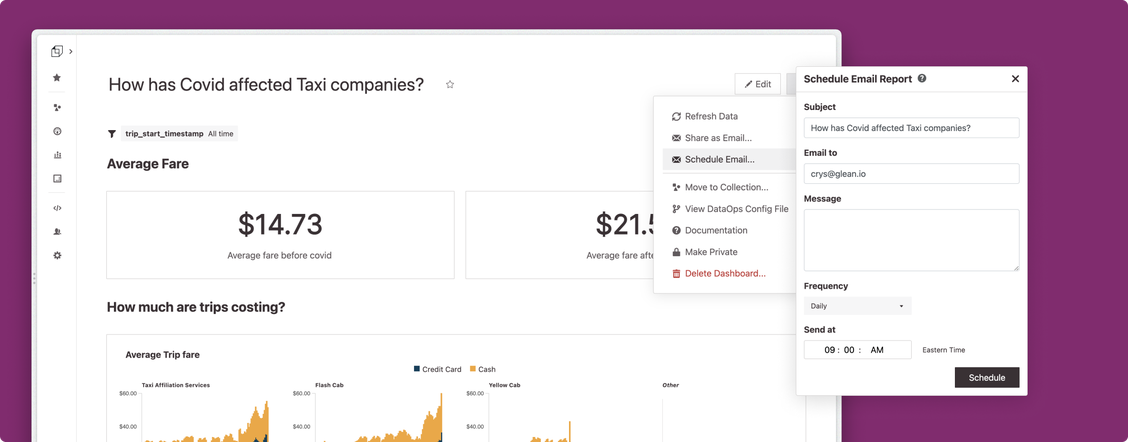 How has Covid affected Taxi companies?
Edit
trip_start_timestamp All time
Average Fare
$14.73
Average fare before covid
$21.5
Average fare afte
How much are trips costing?
Average Trip fare
Credit Card
Cash
Taxi Affiliation Services
Flash Cab
Yellow Cab
Other
$60.00
$60.00
$60.00
$40.00
$40.00
$40.00
Refresh Data
Share as Email...
Schedule Email...
Move to Collection...
View DataOps Config File
Documentation
Make Private
Delete Dashboard...
Schedule Email Report
Subject
How has Covid affected Taxi companies?
Email to
crys@glean.io
Message
Frequency
Daily
Send at
09 : 00 : AM
Eastern Time
Schedule